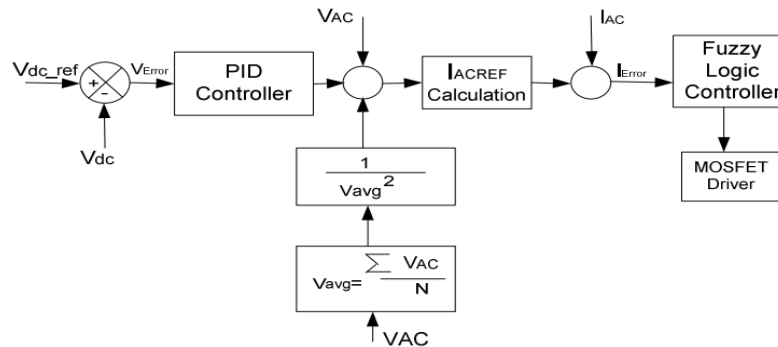 VAC
IAC
Vdc_ref
+
-
VError
PID
Controller
IACREF
Calculation
IError
Fuzzy
Logic
Controller
Vdc
1
Vavg2
MOSFET
Driver
Vavg= ∑ VAC
N
VAC